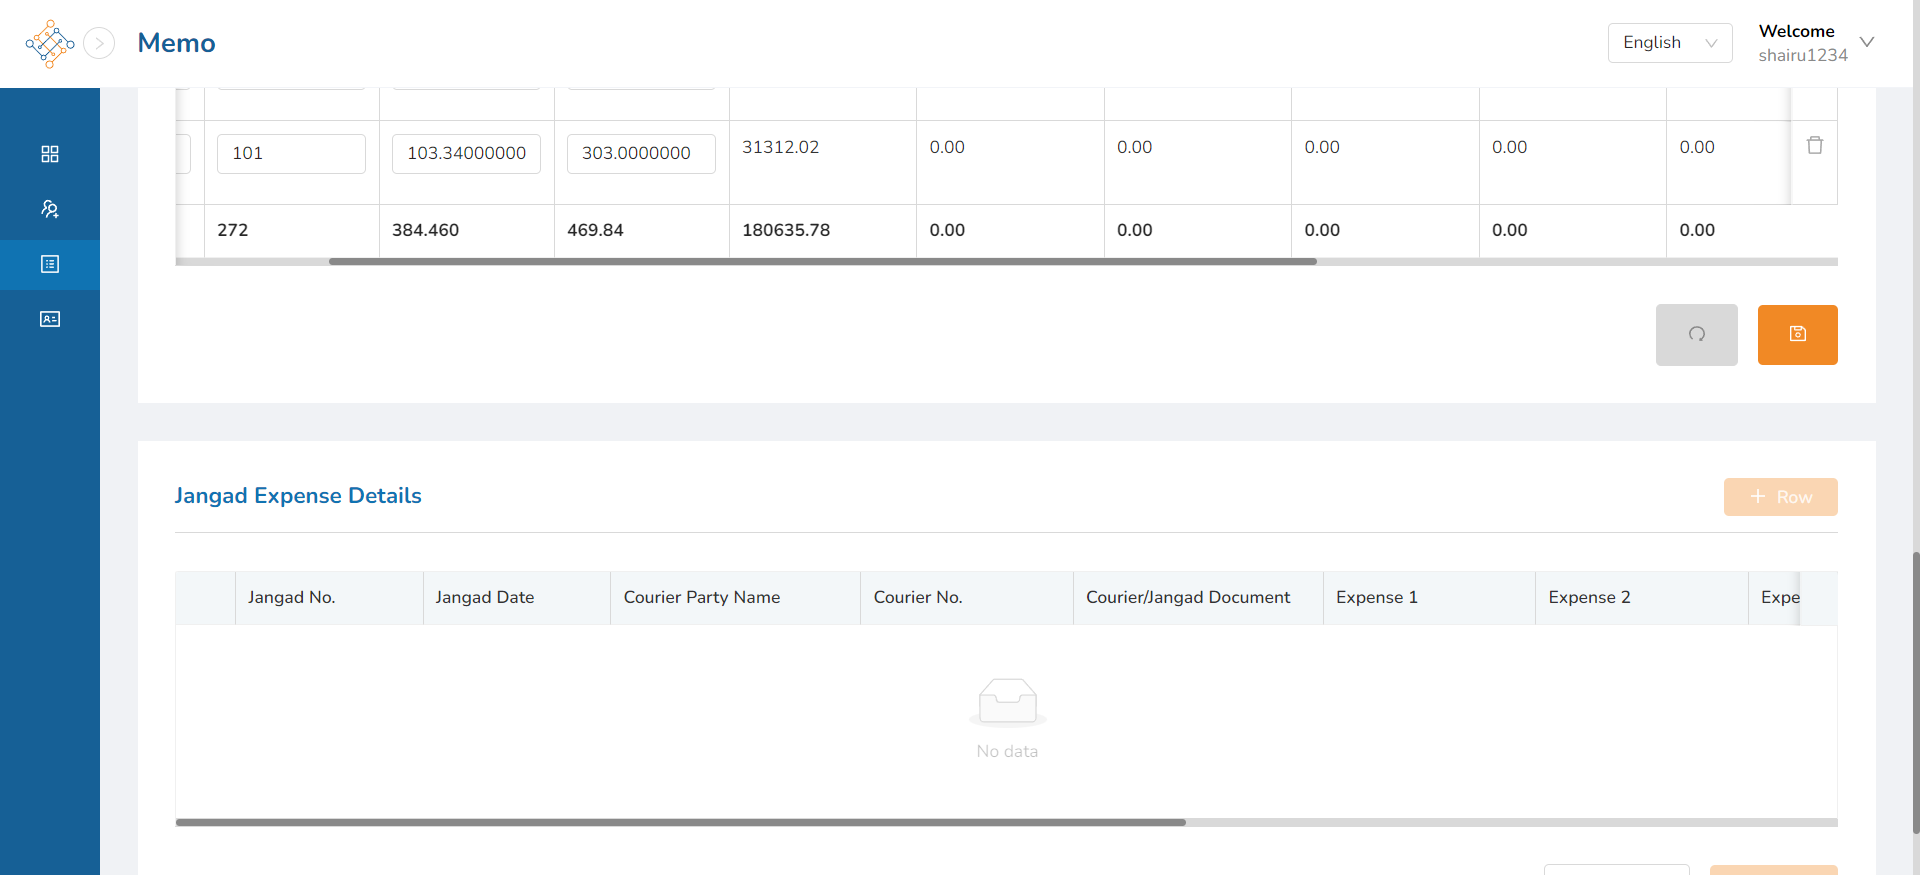 Memo
English
Welcome
shairu1234
101 103.34000000 303.0000000 31312.02 0.00 0.00 0.00 0.00 0.00
272 384.460 469.84 180635.78 0.00 0.00 0.00 0.00 0.00
Jangad Expense Details
+ Row
Jangad No. Jangad Date Courier Party Name Courier No. Courier/Jangad Document Expense 1 Expense 2 Expe
No data